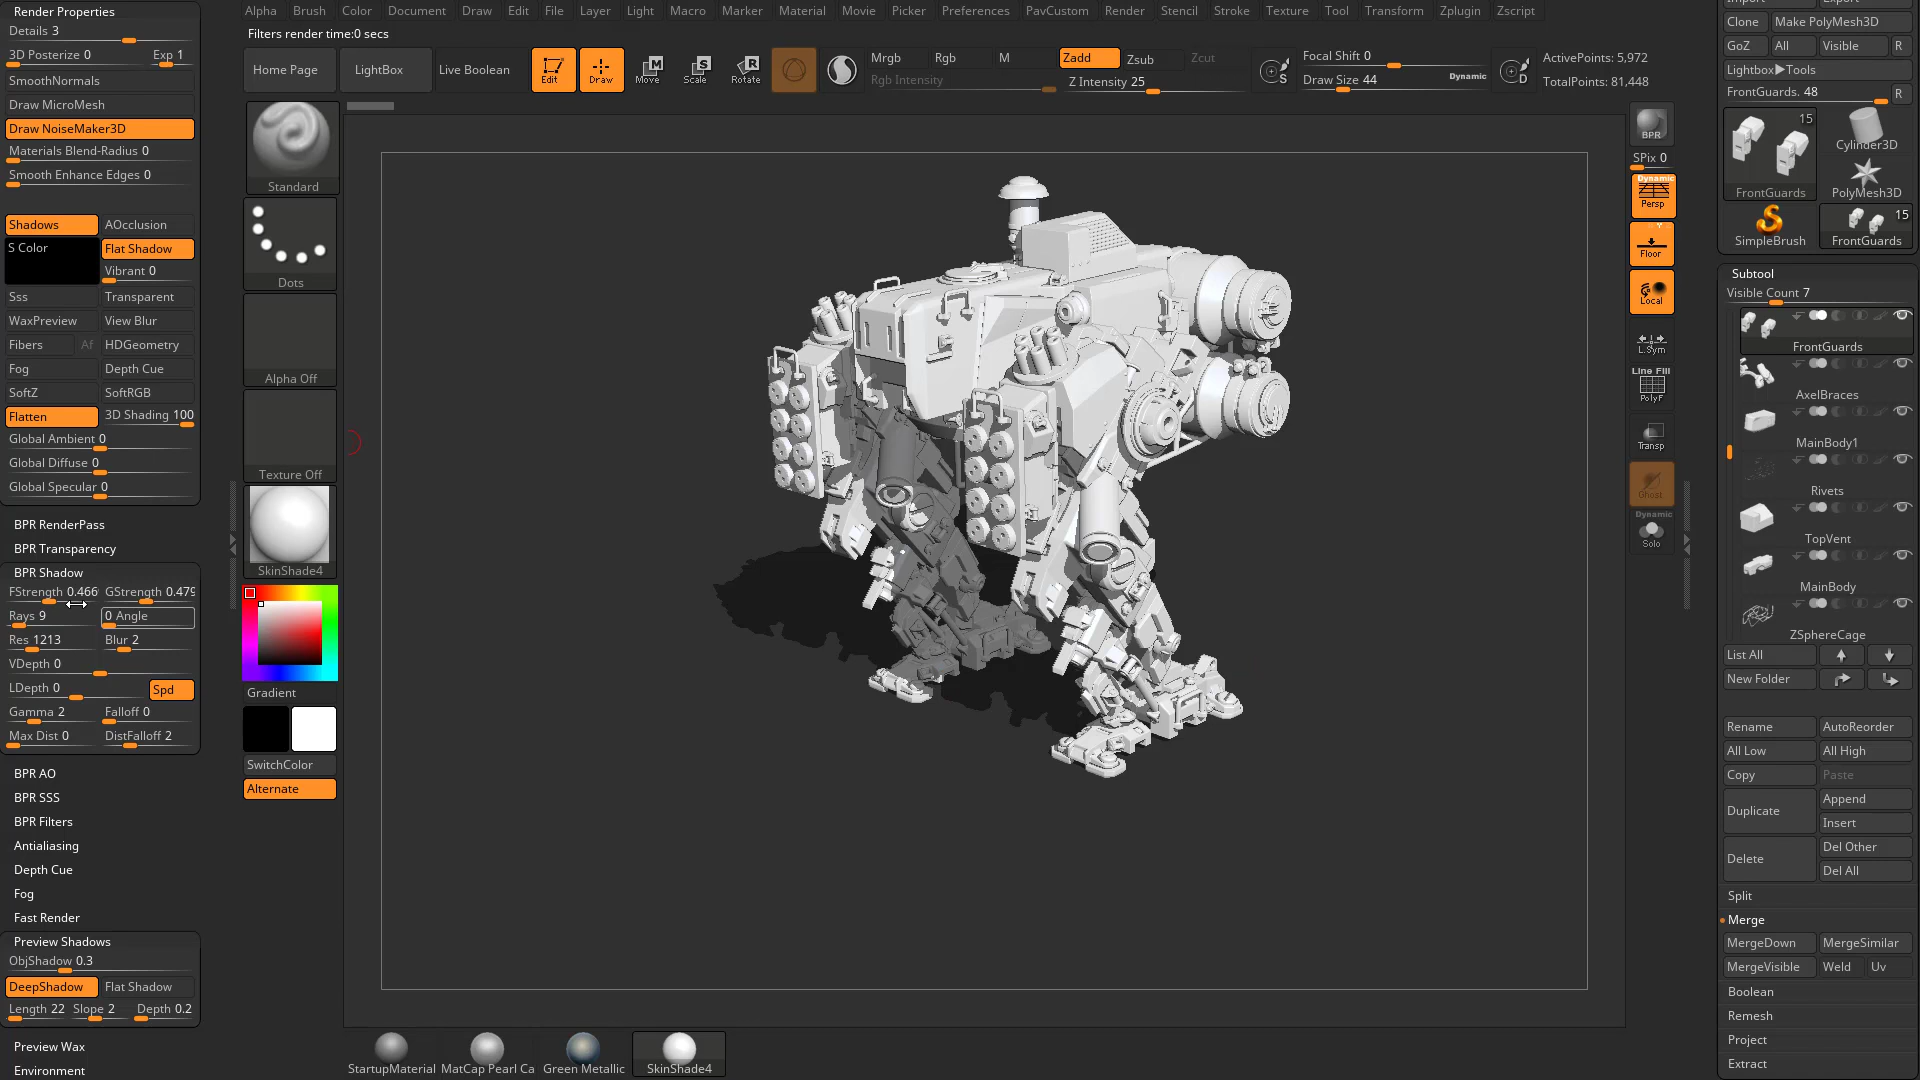 Alpha Brush Color Document Draw Edit File Layer Light Macro Marker Material Movie Picker Preferences PavCustom Render Stencil Stroke Texture Tool Transform Zplugin Zscript
Filters render time:0 secs
Home Page LightBox Live Boolean Edit Draw Move Scale Rotate
Mrgb Rgb M Zadd Zsub Zcut
Rgb Intensity Z Intensity 25
Focal Shift 0
Draw Size 44 Dynamic
ActivePoints: 5,972
TotalPoints: 81,448
Render Properties
Details 3
3D Posterize 0 Exp 1
SmoothNormals
Draw MicroMesh
Draw NoiseMaker3D
Materials Blend-Radius 0
Smooth Enhance Edges 0
Shadows AOcclusion
S Color Flat Shadow
Vibrant 0
Sss Transparent
WaxPreview View Blur
Fibers Af HDGeometry
Fog Depth Cue
SoftZ SoftRGB
Flatten 3D Shading 100
Global Ambient 0
Global Diffuse 0
Global Specular 0
BPR RenderPass
BPR Transparency
BPR Shadow
FStrength 0.466 GStrength 0.479
Rays 9 0 Angle
Res 1213 Blur 2
VDepth 0
LDepth 0 Spd
Gamma 2 Falloff 0
Max Dist 0 DistFalloff 2
BPR AO
BPR SSS
BPR Filters
Antialiasing
Depth Cue
Fog
Fast Render
Preview Shadows
ObjShadow 0.3
DeepShadow Flat Shadow
Length 22 Slope 2 Depth 0.2
Preview Wax
Environment
Standard
Dots
Alpha Off
Texture Off
SkinShade4
Gradient
SwitchColor
Alternate
StartupMaterial MatCap Pearl Ca Green Metallic SkinShade4
BPR
SPix 0
Dynamic
Persp
Floor
Local
L.Sym
Line Fill
PolyF
Transp
Ghost
Dynamic
Solo
Clone Make PolyMesh3D
GoZ All Visible R
Lightbox▶Tools
FrontGuards. 48 R
15
Cylinder3D
FrontGuards PolyMesh3D
15
SimpleBrush FrontGuards
Subtool
Visible Count 7
FrontGuards
AxelBraces
MainBody1
Rivets
TopVent
MainBody
ZSphereCage
List All
New Folder
Rename AutoReorder
All Low All High
Copy Paste
Duplicate Append
Insert
Delete Del Other
Del All
Split
Merge
MergeDown MergeSimilar
MergeVisible Weld Uv
Boolean
Remesh
Project
Extract